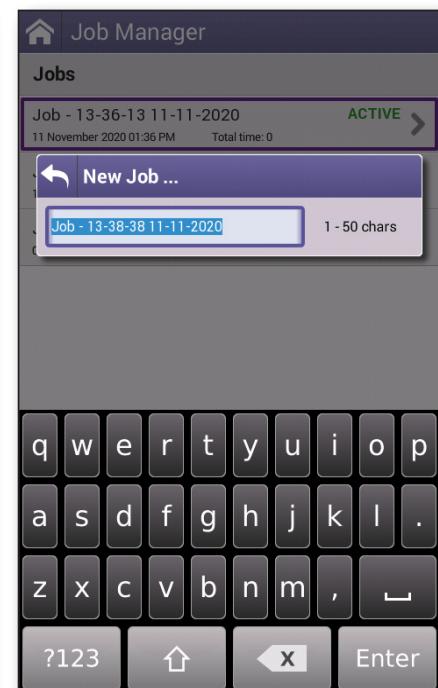 Job Manager
Jobs
Job - 13-36-13 11-11-2020 ACTIVE
11 November 2020 01:36 PM Total time: 0
New Job ...
Job - 13-38-38 11-11-2020 1 - 50 chars
q w e r t y u i o p
a s d f g h j k l .
z x c v b n m ,
?123 x Enter